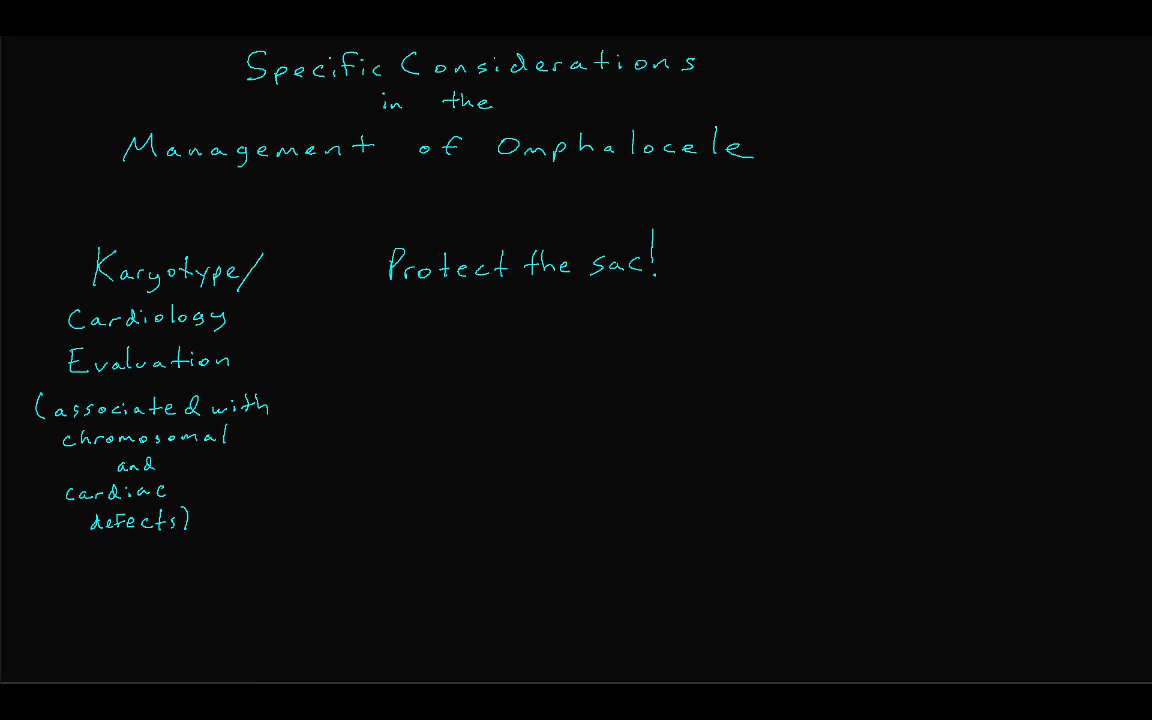 Specific Considerations
in the
Management of Omphalocele
Karyotype/
Cardiology
Evaluation
(associated with
chromosomal
and
cardiac
defects)
Protect the sac!